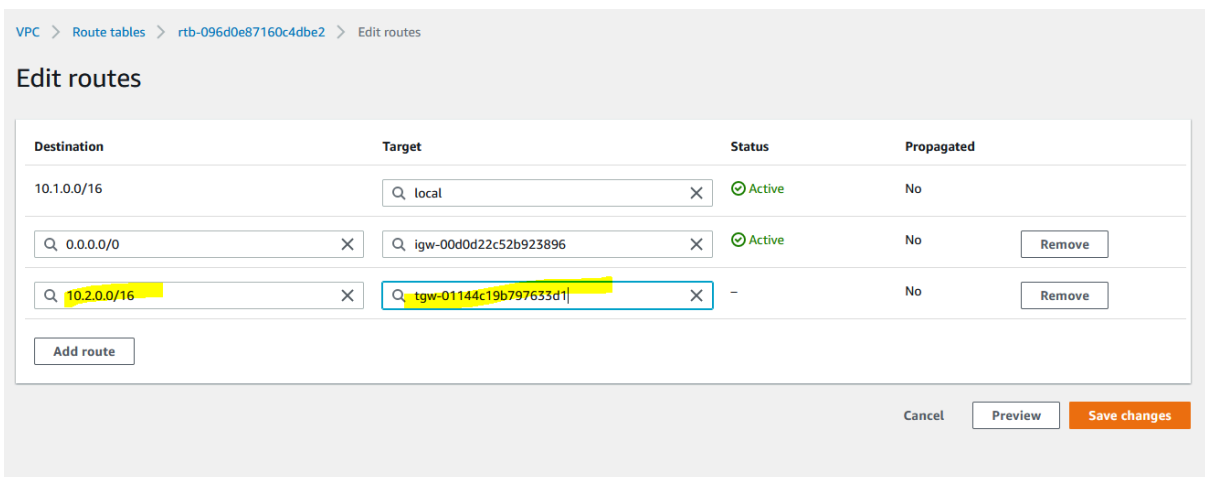 VPC > Route tables > rtb-096d0e87160c4dbe2 > Edit routes
Edit routes
Destination Target Status Propagated
10.1.0.0/16 local Active No
0.0.0.0/0 igw-00d0d22c52b923896 Active No Remove
10.2.0.0/16 tgw-01144c19b797633d1 – No Remove
Add route
Cancel Preview Save changes